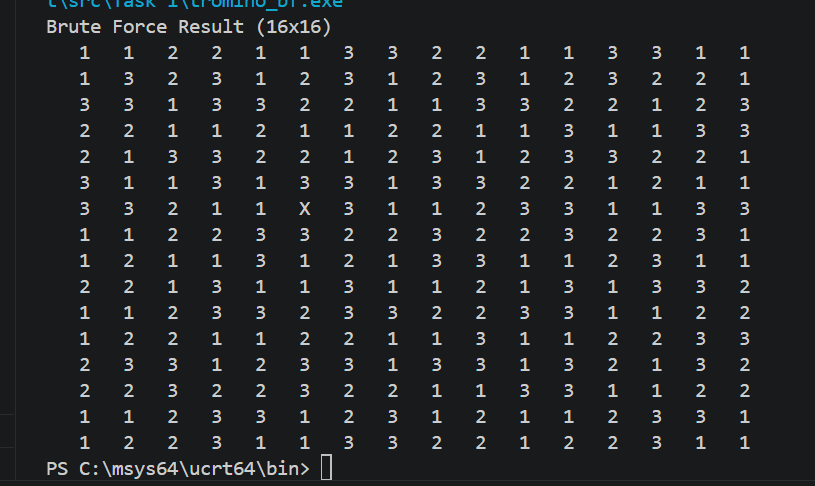 t\src\Task 1\tromino_bf.exe
Brute Force Result (16x16)
1 1 2 2 1 1 3 3 2 2 1 1 3 3 1 1
1 3 2 3 1 2 3 1 2 3 1 2 3 2 2 1
3 3 1 3 3 2 2 1 1 3 3 2 2 1 2 3
2 2 1 1 2 1 1 2 2 1 1 3 1 1 3 3
2 1 3 3 2 2 1 2 3 1 2 3 3 2 2 1
3 1 1 3 1 3 3 1 3 3 2 2 1 2 1 1
3 3 2 1 1 X 3 1 1 2 3 3 1 1 3 3
1 1 2 2 3 3 2 2 3 2 2 3 2 2 3 1
1 2 1 1 3 1 2 1 3 3 1 1 2 3 1 1
2 2 1 3 1 1 3 1 1 2 1 3 1 3 3 2
1 1 2 3 3 2 3 3 2 2 3 3 1 1 2 2
1 2 2 1 1 2 2 1 1 3 1 1 2 2 3 3
2 3 3 1 2 3 3 1 3 3 1 3 2 1 3 2
2 2 3 2 2 3 2 2 1 1 3 3 1 1 2 2
1 1 2 3 3 1 2 3 1 2 1 1 2 3 3 1
1 2 2 3 1 1 3 3 2 2 1 2 2 3 1 1
PS C:\msys64\ucrt64\bin>